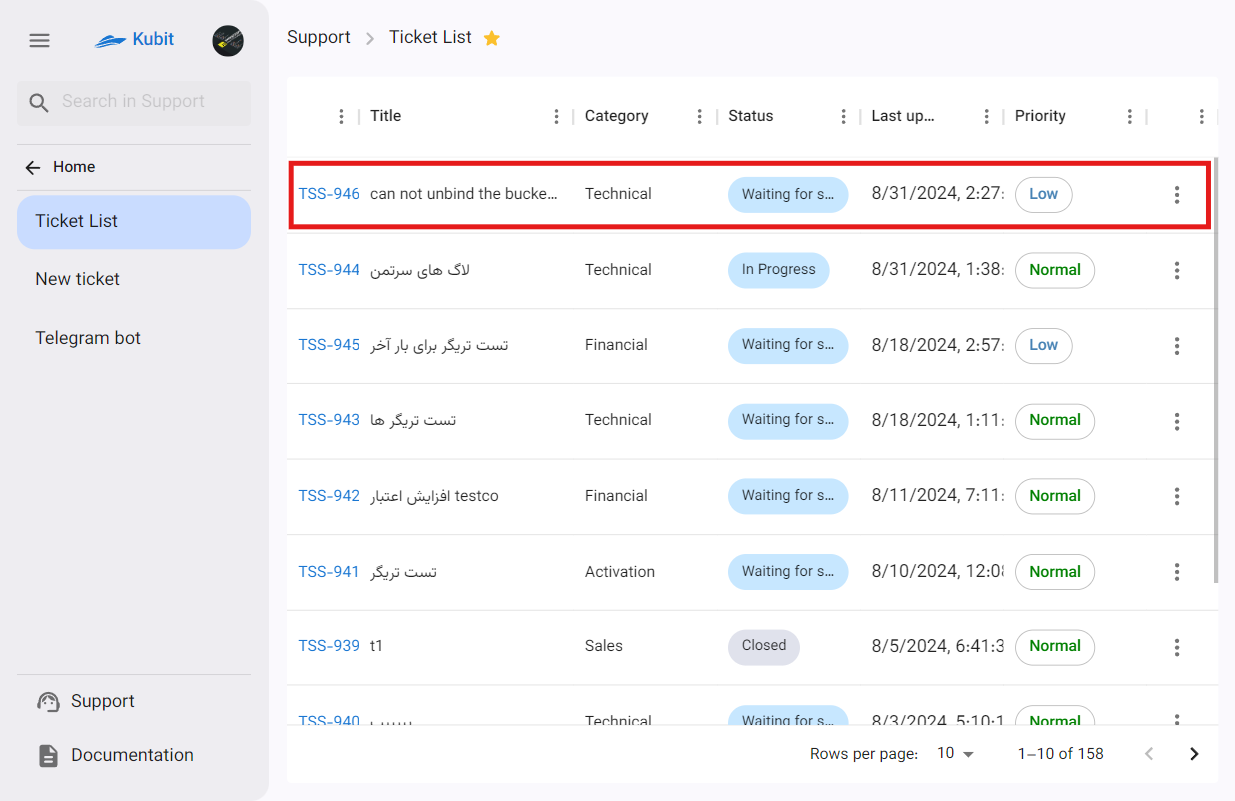 Kubit
Search in Support
Home
Ticket List
New ticket
Telegram bot
Support
Documentation
Support > Ticket List
Title Category Status Last up... Priority
TSS-946 can not unbind the bucke... Technical Waiting for s... 8/31/2024, 2:27: Low
TSS-944 لاگ های سرتمن Technical In Progress 8/31/2024, 1:38: Normal
TSS-945 تست تریگر برای بار آخر Financial Waiting for s... 8/18/2024, 2:57: Low
TSS-943 تست تریگر ها Technical Waiting for s... 8/18/2024, 1:11: Normal
TSS-942 افزایش اعتبار testco Financial Waiting for s... 8/11/2024, 7:11: Normal
TSS-941 تست تریگر Activation Waiting for s... 8/10/2024, 12:08 Normal
TSS-939 t1 Sales Closed 8/5/2024, 6:41:3 Normal
TSS-940 Technical Waiting for s... 8/3/2024, 5:10:1 Normal
Rows per page: 10 1–10 of 158